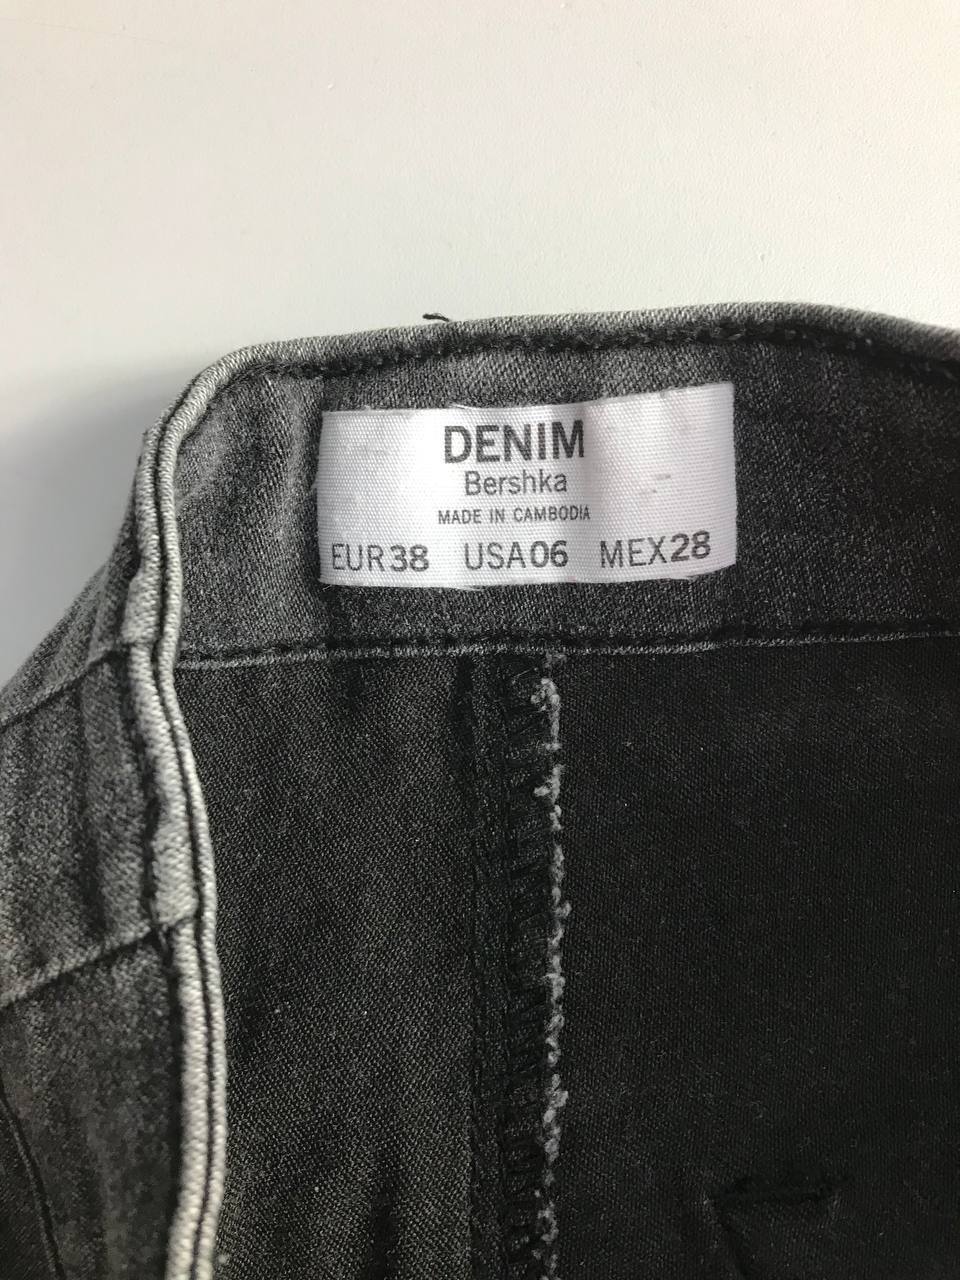 DENIM
Bershka
MADE IN CAMBODIA
EUR38 USA06 MEX28